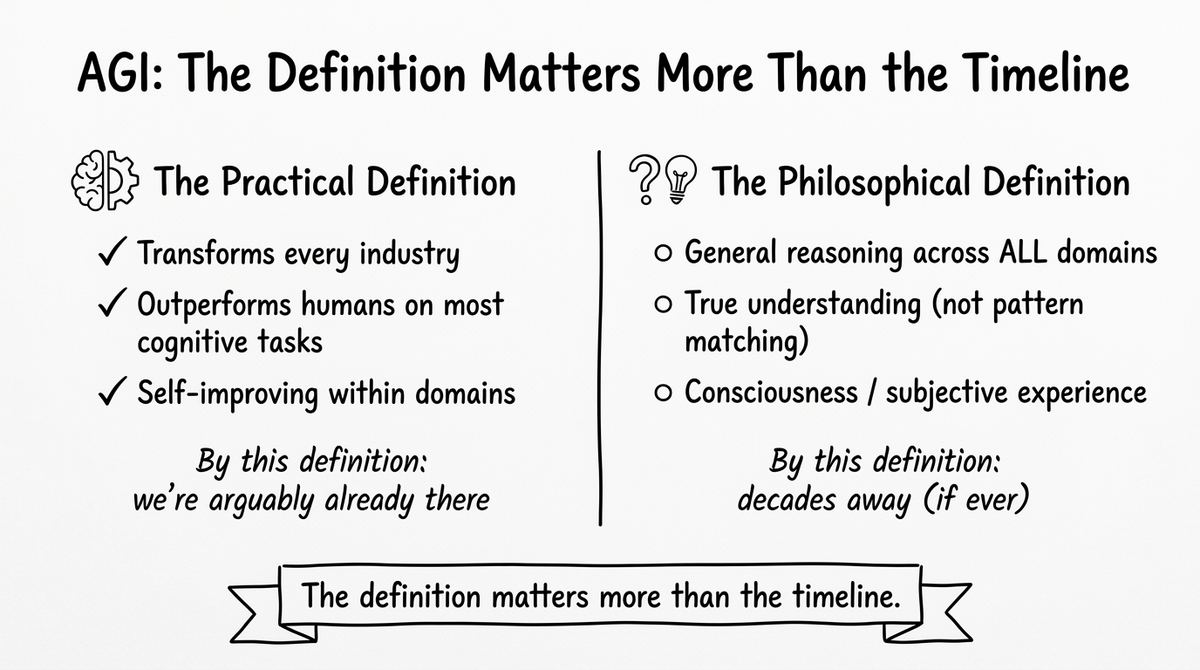 AGI: The Definition Matters More Than the Timeline
The Practical Definition
✓ Transforms every industry
✓ Outperforms humans on most
cognitive tasks
✓ Self-improving within domains
By this definition:
we're arguably already there
The Philosophical Definition
○ General reasoning across ALL domains
○ True understanding (not pattern
matching)
○ Consciousness / subjective experience
By this definition:
decades away (if ever)
The definition matters more than the timeline.